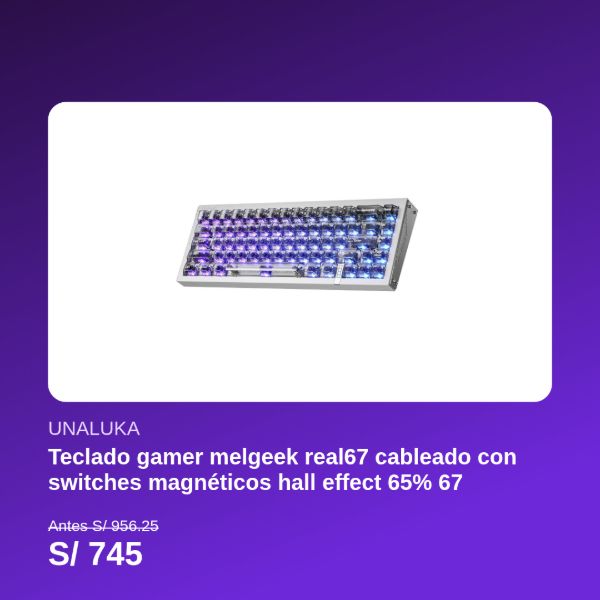 UNALUKA
Teclado gamer melgeek real67 cableado con
switches magnéticos hall effect 65% 67
Antes S/ 956.25
S/ 745